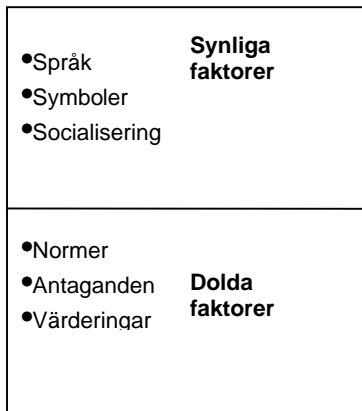 •Språk
•Symboler
•Socialisering
Synliga
faktorer
•Normer
•Antaganden
•Värderingar
Dolda
faktorer